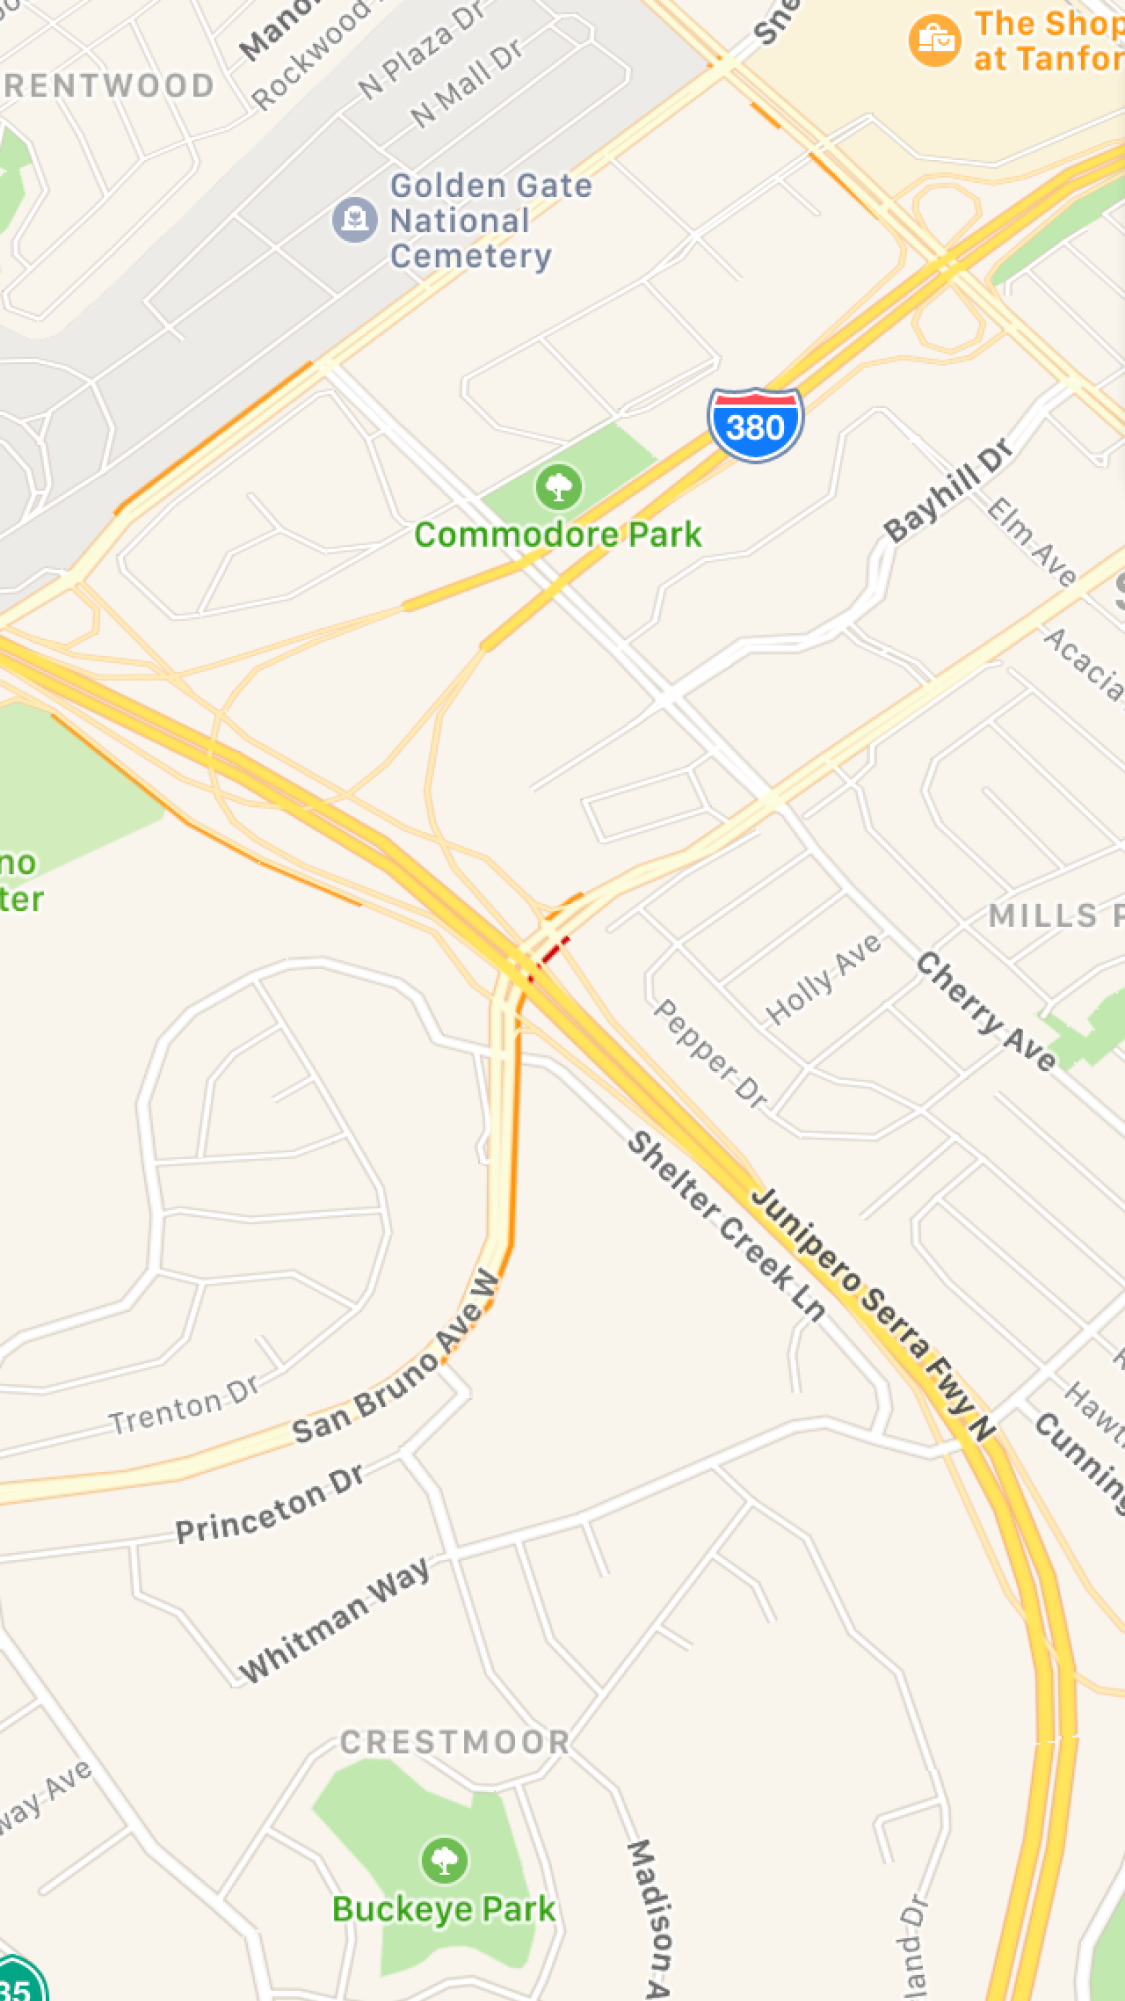 Manor
Rockwood
N Plaza Dr
N Mall Dr
Sne
The Shop
at Tanfor
RENTWOOD
Golden Gate
National
Cemetery
380
Commodore Park
Bayhill Dr
Elm Ave
S
Acacia
no
ter
MILLS P
Holly Ave
Cherry Ave
Pepper Dr
Shelter Creek Ln
Junipero Serra Fwy N
San Bruno Ave W
Trenton Dr
Hawt
Cunning
Princeton Dr
Whitman Way
CRESTMOOR
way Ave
Buckeye Park
Madison A
land Dr
35